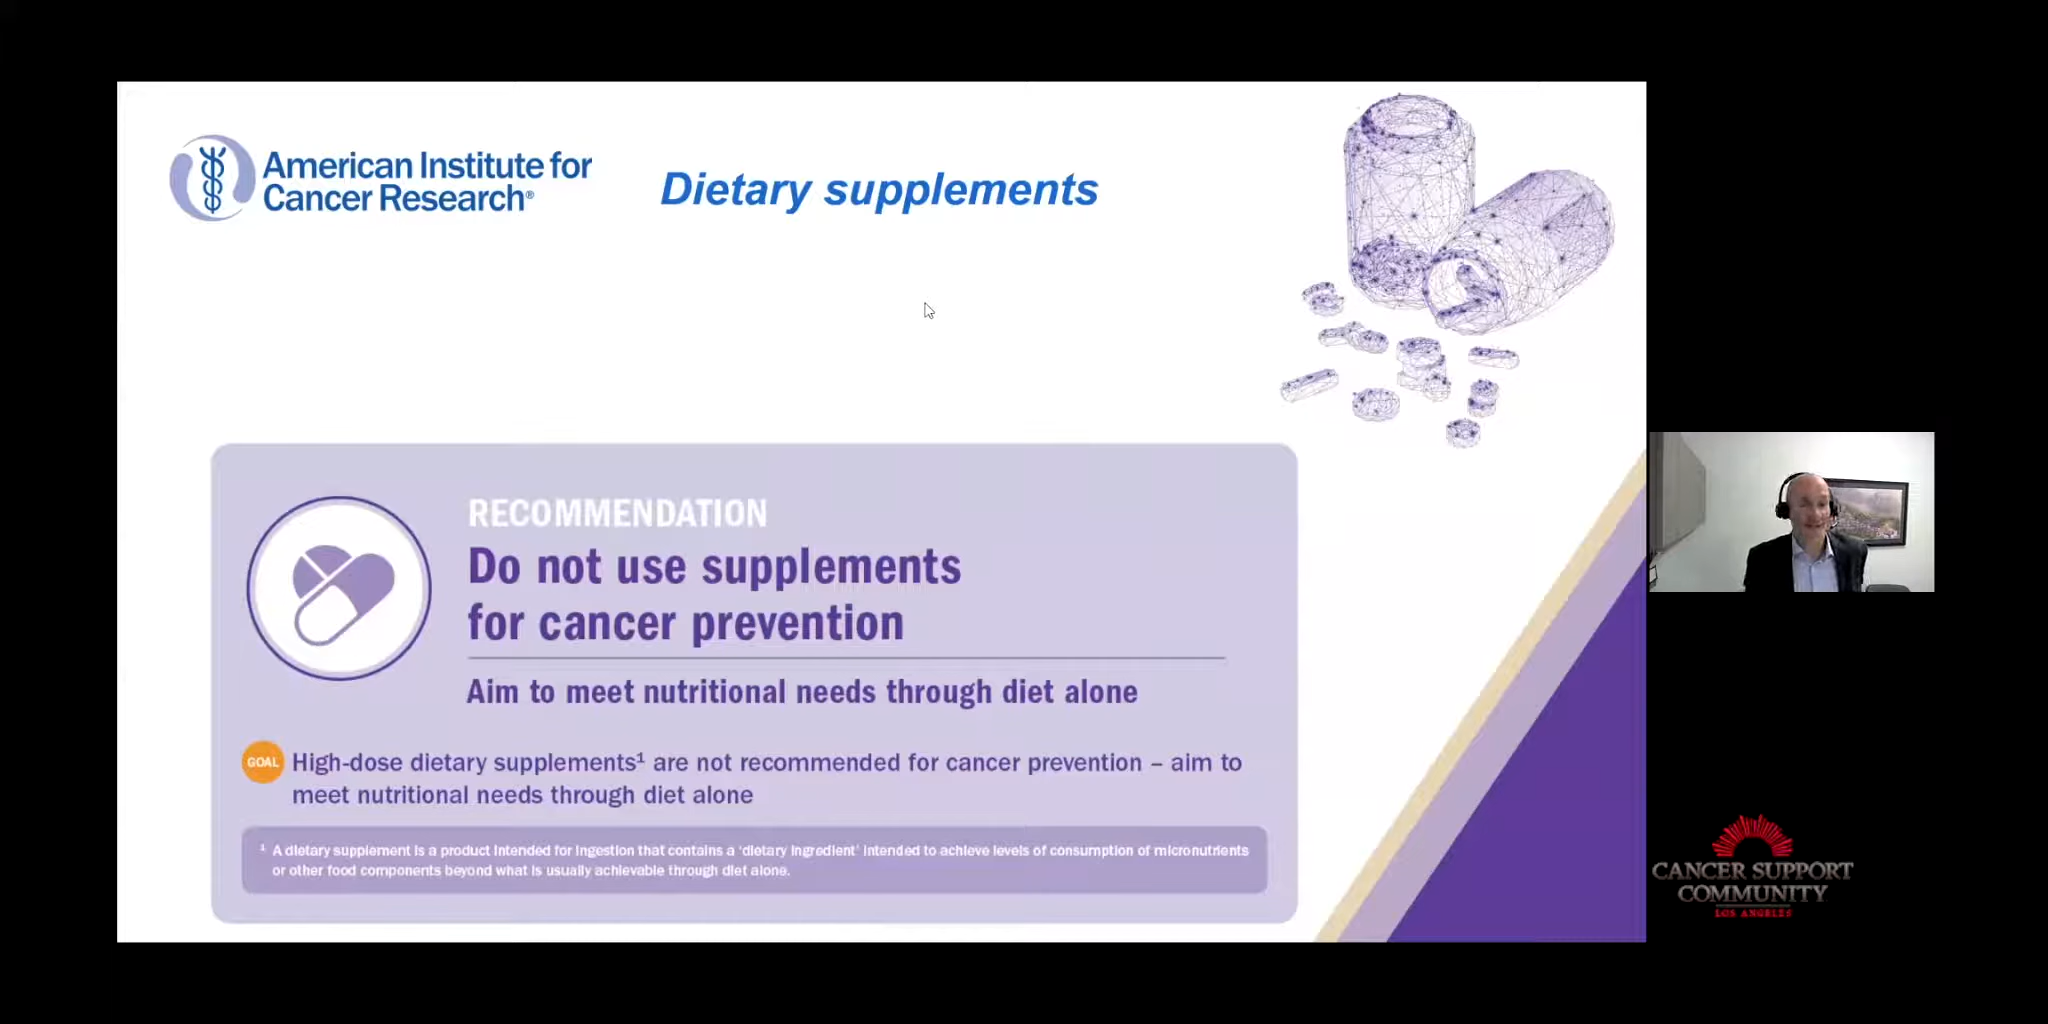 American Institute for
Cancer Research®
Dietary supplements
RECOMMENDATION
Do not use supplements
for cancer prevention
Aim to meet nutritional needs through diet alone
GOAL
High-dose dietary supplements¹ are not recommended for cancer prevention – aim to
meet nutritional needs through diet alone
¹ A dietary supplement is a product intended for ingestion that contains a ‘dietary ingredient’ intended to achieve levels of consumption of micronutrients
or other food components beyond what is usually achievable through diet alone.
CANCER SUPPORT
COMMUNITY
LOS ANGELES